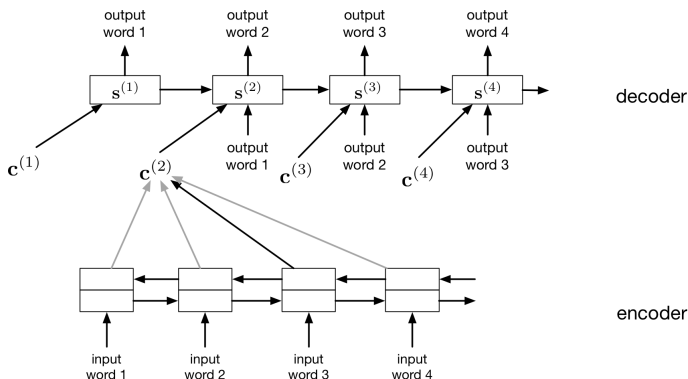 output output output output
word 1 word 2 word 3 word 4
s⁽¹⁾ s⁽²⁾ s⁽³⁾ s⁽⁴⁾
decoder
output output output
word 1 word 2 word 3
c⁽¹⁾ c⁽²⁾ c⁽³⁾ c⁽⁴⁾
encoder
input input input input
word 1 word 2 word 3 word 4